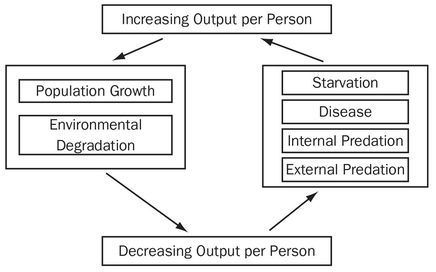 Increasing Output per Person
Population Growth
Environmental
Degradation
Starvation
Disease
Internal Predation
External Predation
Decreasing Output per Person